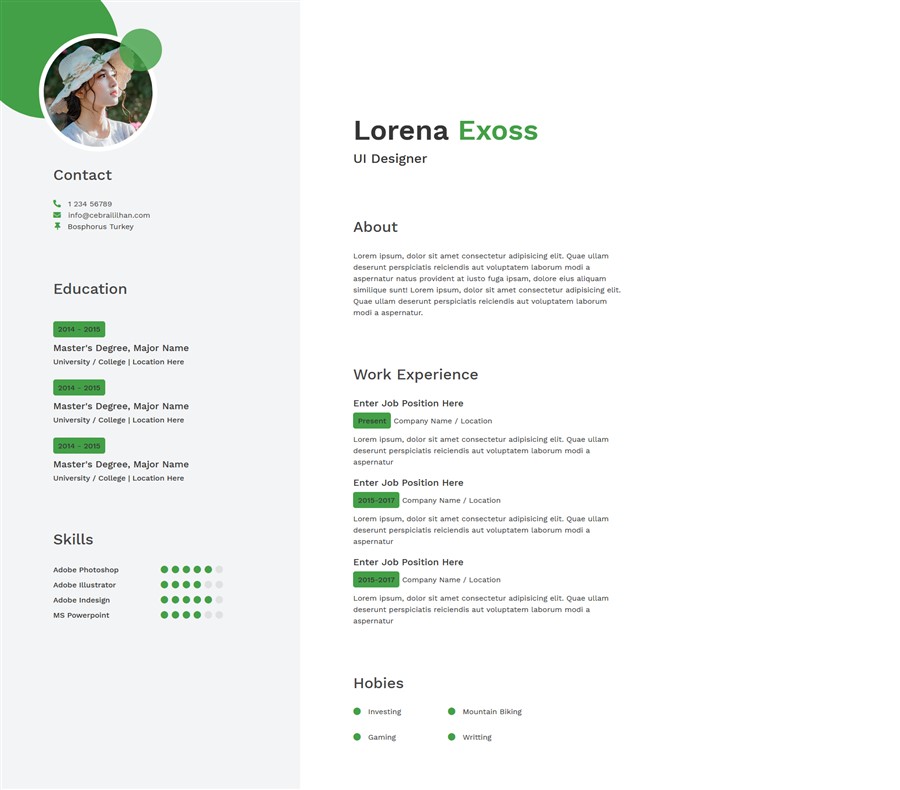 Contact
1 234 56789
info@cebraililhan.com
Bosphorus Turkey
Education
2014 - 2015
Master's Degree, Major Name
University / College | Location Here
2014 - 2015
Master's Degree, Major Name
University / College | Location Here
2014 - 2015
Master's Degree, Major Name
University / College | Location Here
Skills
Adobe Photoshop
Adobe Illustrator
Adobe Indesign
MS Powerpoint
Lorena Exoss
UI Designer
About
Lorem ipsum, dolor sit amet consectetur adipisicing elit. Quae ullam
deserunt perspiciatis reiciendis aut voluptatem laborum modi a
aspernatur natus provident at iusto fuga ipsam, dolore eius aliquam
similique sunt! Lorem ipsum, dolor sit amet consectetur adipisicing elit.
Quae ullam deserunt perspiciatis reiciendis aut voluptatem laborum
modi a aspernatur.
Work Experience
Enter Job Position Here
Present Company Name / Location
Lorem ipsum, dolor sit amet consectetur adipisicing elit. Quae ullam
deserunt perspiciatis reiciendis aut voluptatem laborum modi a
aspernatur
Enter Job Position Here
2015-2017 Company Name / Location
Lorem ipsum, dolor sit amet consectetur adipisicing elit. Quae ullam
deserunt perspiciatis reiciendis aut voluptatem laborum modi a
aspernatur
Enter Job Position Here
2015-2017 Company Name / Location
Lorem ipsum, dolor sit amet consectetur adipisicing elit. Quae ullam
deserunt perspiciatis reiciendis aut voluptatem laborum modi a
aspernatur
Hobies
Investing Mountain Biking
Gaming Writting